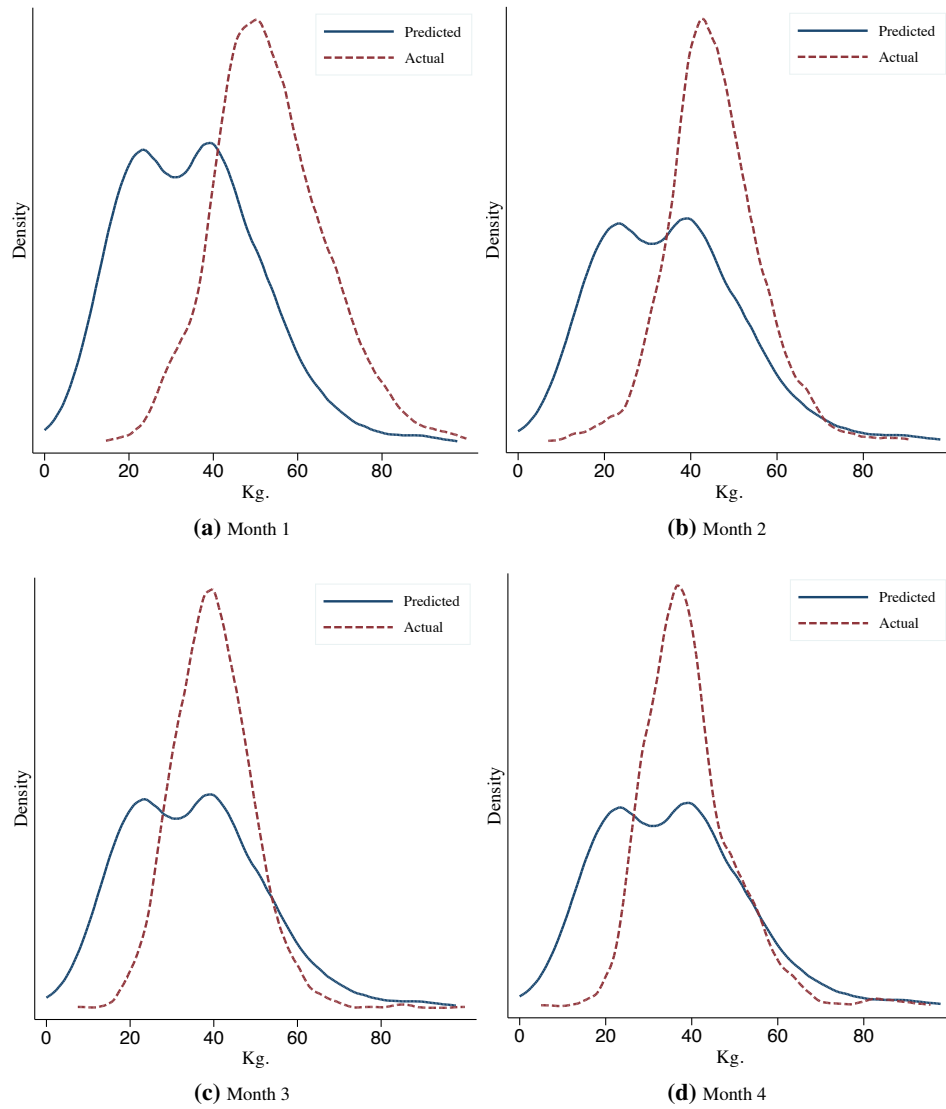 Predicted
Actual
Density
0 20 40 60 80
Kg.
(a) Month 1
Predicted
Actual
Density
0 20 40 60 80
Kg.
(b) Month 2
Predicted
Actual
Density
0 20 40 60 80
Kg.
(c) Month 3
Predicted
Actual
Density
0 20 40 60 80
Kg.
(d) Month 4